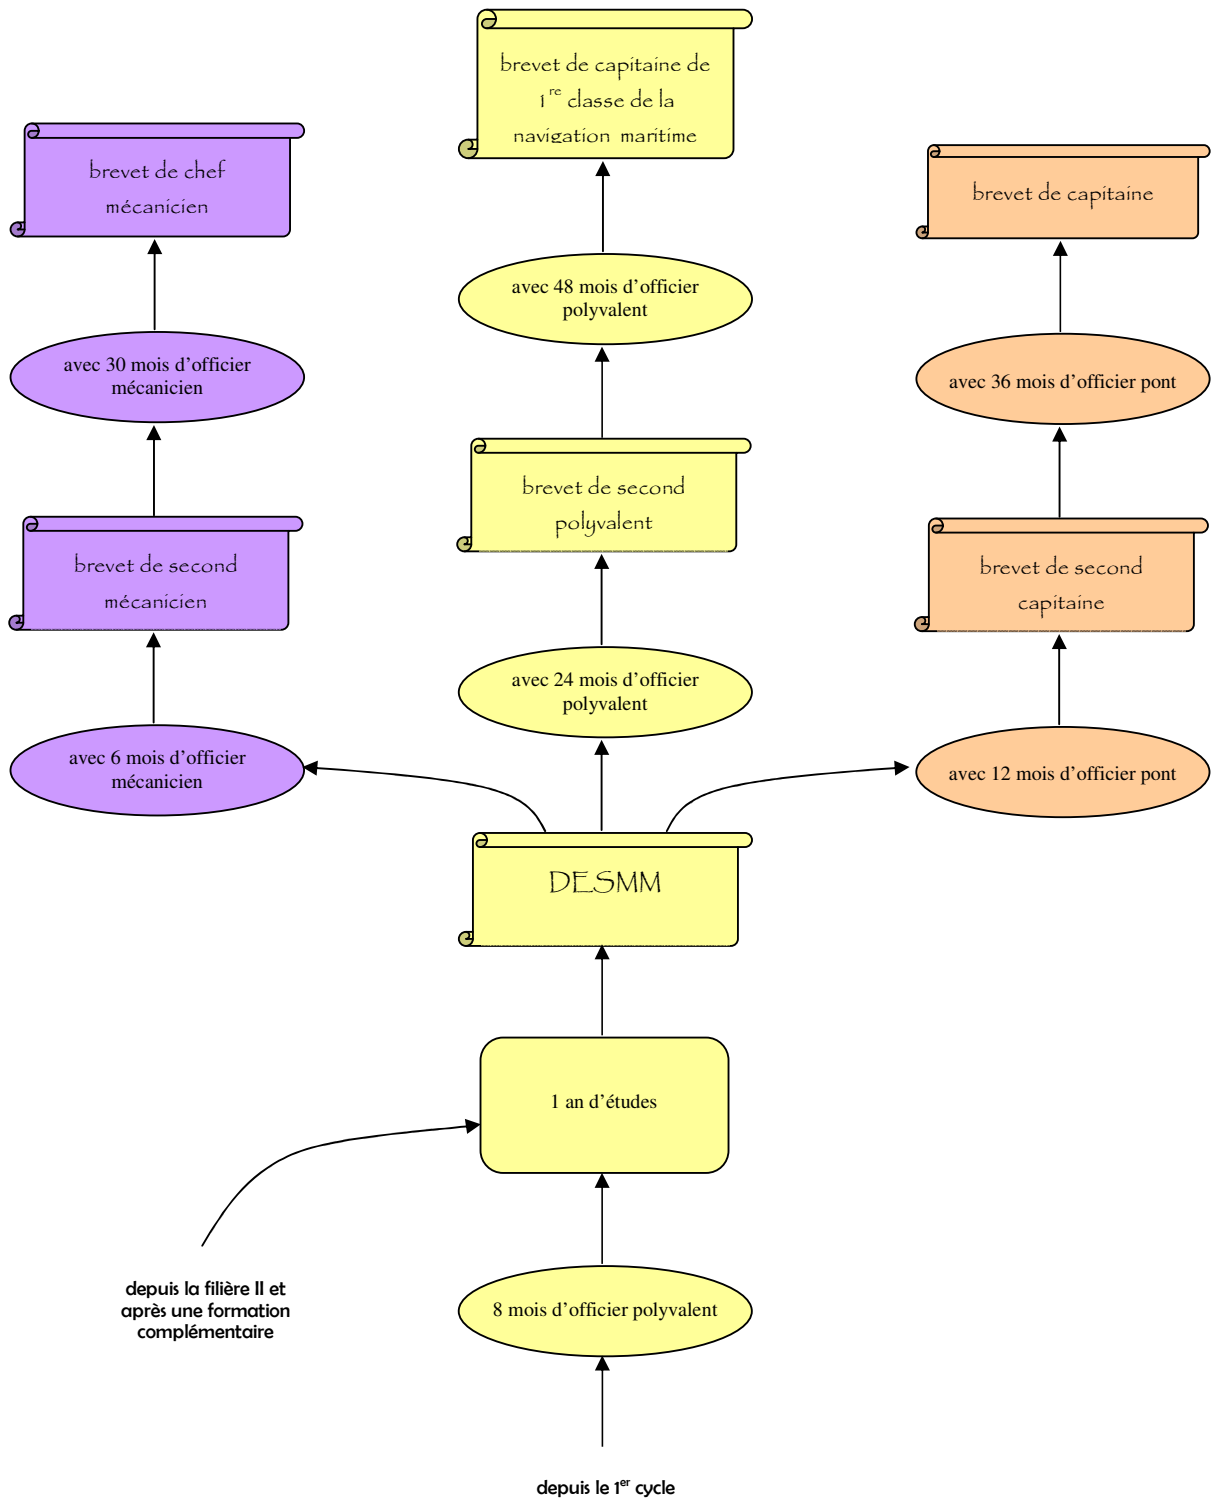 brevet de capitaine de
1re classe de la
navigation maritime
brevet de chef
mécanicien
brevet de capitaine
avec 48 mois d'officier
polyvalent
avec 30 mois d'officier
mécanicien
avec 36 mois d'officier pont
brevet de second
polyvalent
brevet de second
mécanicien
brevet de second
capitaine
avec 24 mois d'officier
polyvalent
avec 6 mois d'officier
mécanicien
avec 12 mois d'officier pont
DESMM
1 an d'études
depuis la filière II et
après une formation
complémentaire
8 mois d'officier polyvalent
depuis le 1er cycle